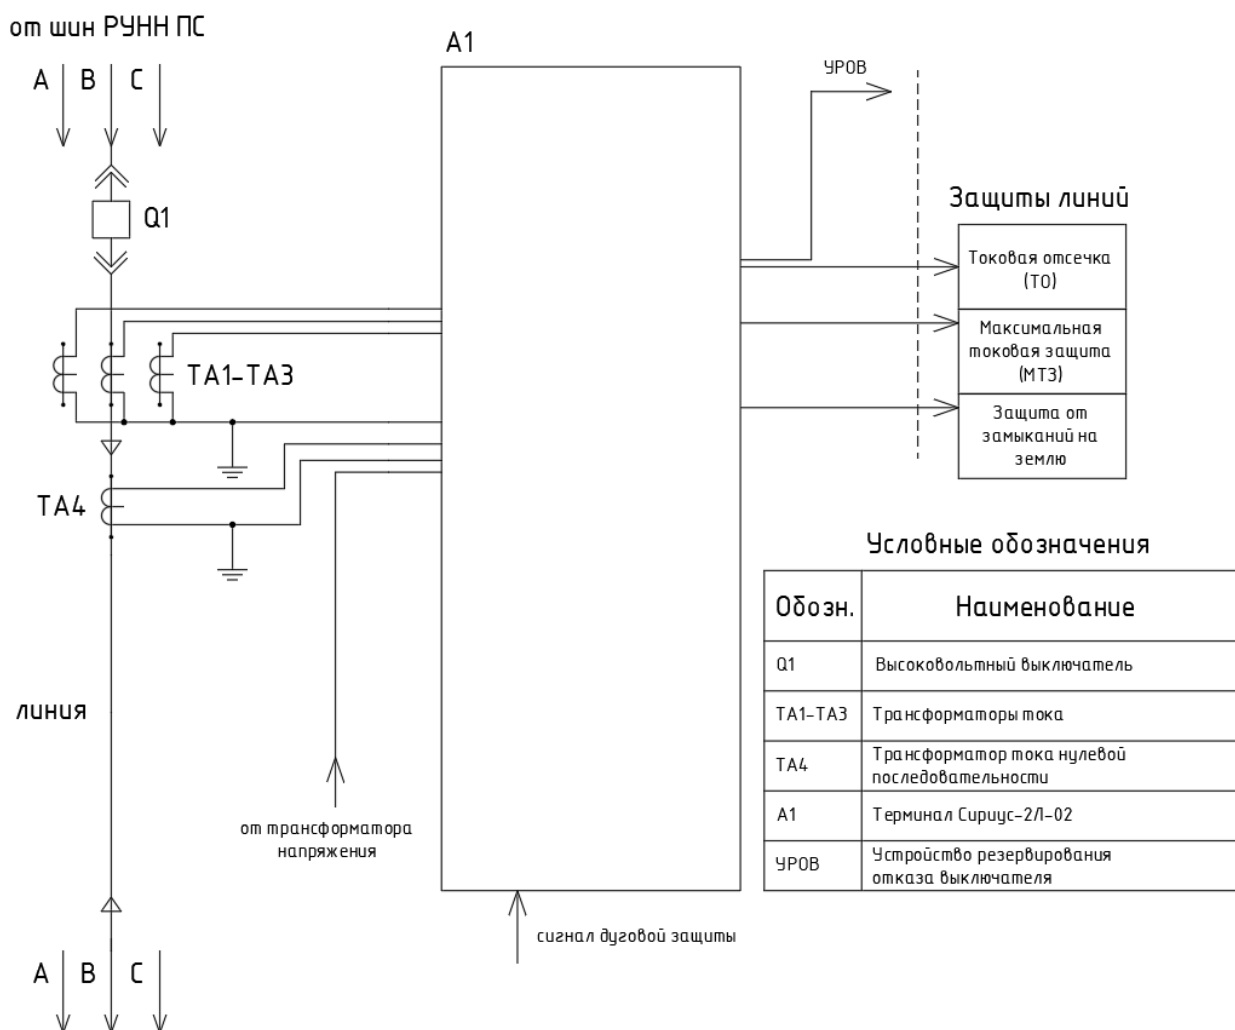 от шин РУНН ПС
A B C
Q1
TA1-TA3
TA4
линия
от трансформатора
напряжения
A B C
A1
сигнал дуговой защиты
УРОВ
Защиты линий
Токовая отсечка
(ТО)
Максимальная
токовая защита
(МТЗ)
Защита от
замыканий на
землю
Условные обозначения
Обозн. Наименование
Q1 Высоковольтный выключатель
TA1-TA3 Трансформаторы тока
TA4 Трансформатор тока нулевой
последовательности
A1 Терминал Сириус-2Л-02
УРОВ Устройство резервирования
отказа выключателя